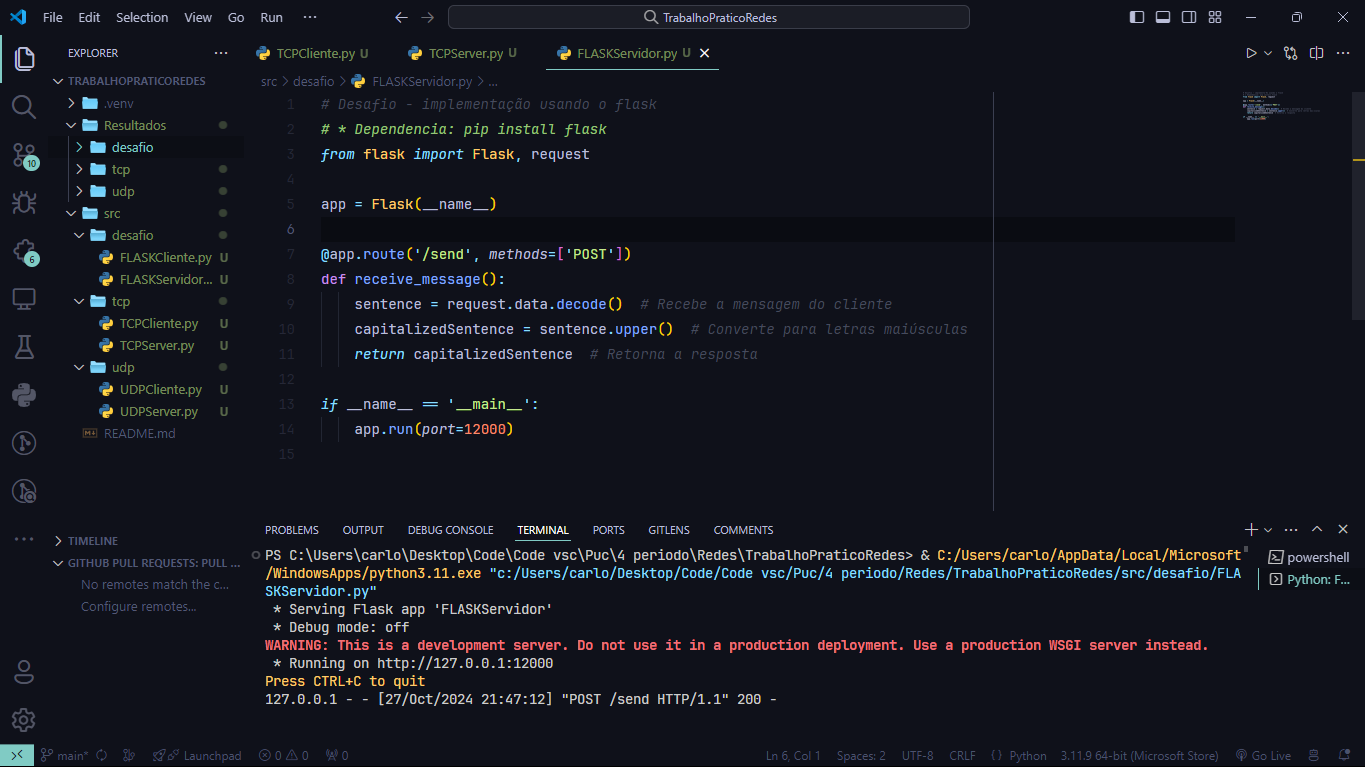 File Edit Selection View Go Run ··· TrabalhoPraticoRedes
EXPLORER ···
TRABALHOPRATICOREDES
.venv
Resultados
desafio
tcp
udp
src
desafio
FLASKCliente.py U
FLASKServidor... U
tcp
TCPCliente.py U
TCPServer.py U
udp
UDPCliente.py U
UDPServer.py U
README.md
TIMELINE
GITHUB PULL REQUESTS: PULL ...
No remotes match the c...
Configure remotes...
10
6
TCPCliente.py U TCPServer.py U FLASKServidor.py U
src > desafio > FLASKServidor.py > ...
1 # Desafio - implementação usando o flask
2 # * Dependencia: pip install flask
3 from flask import Flask, request
4
5 app = Flask(__name__)
6
7 @app.route('/send', methods=['POST'])
8 def receive_message():
9 sentence = request.data.decode() # Recebe a mensagem do cliente
10 capitalizedSentence = sentence.upper() # Converte para letras maiúsculas
11 return capitalizedSentence # Retorna a resposta
12
13 if __name__ == '__main__':
14 app.run(port=12000)
15
PROBLEMS OUTPUT DEBUG CONSOLE TERMINAL PORTS GITLENS COMMENTS
PS C:\Users\carlo\Desktop\Code\Code vsc\Puc\4 periodo\Redes\TrabalhoPraticoRedes> & C:/Users/carlo/AppData/Local/Microsoft
/WindowsApps/python3.11.exe "c:/Users/carlo/Desktop/Code/Code vsc/Puc/4 periodo/Redes/TrabalhoPraticoRedes/src/desafio/FLA
SKServidor.py"
* Serving Flask app 'FLASKServidor'
* Debug mode: off
WARNING: This is a development server. Do not use it in a production deployment. Use a production WSGI server instead.
* Running on http://127.0.0.1:12000
Press CTRL+C to quit
127.0.0.1 - - [27/Oct/2024 21:47:12] "POST /send HTTP/1.1" 200 -
powershell
Python: F...
main* Launchpad 0 0 0 Ln 6, Col 1 Spaces: 2 UTF-8 CRLF { } Python 3.11.9 64-bit (Microsoft Store) Go Live